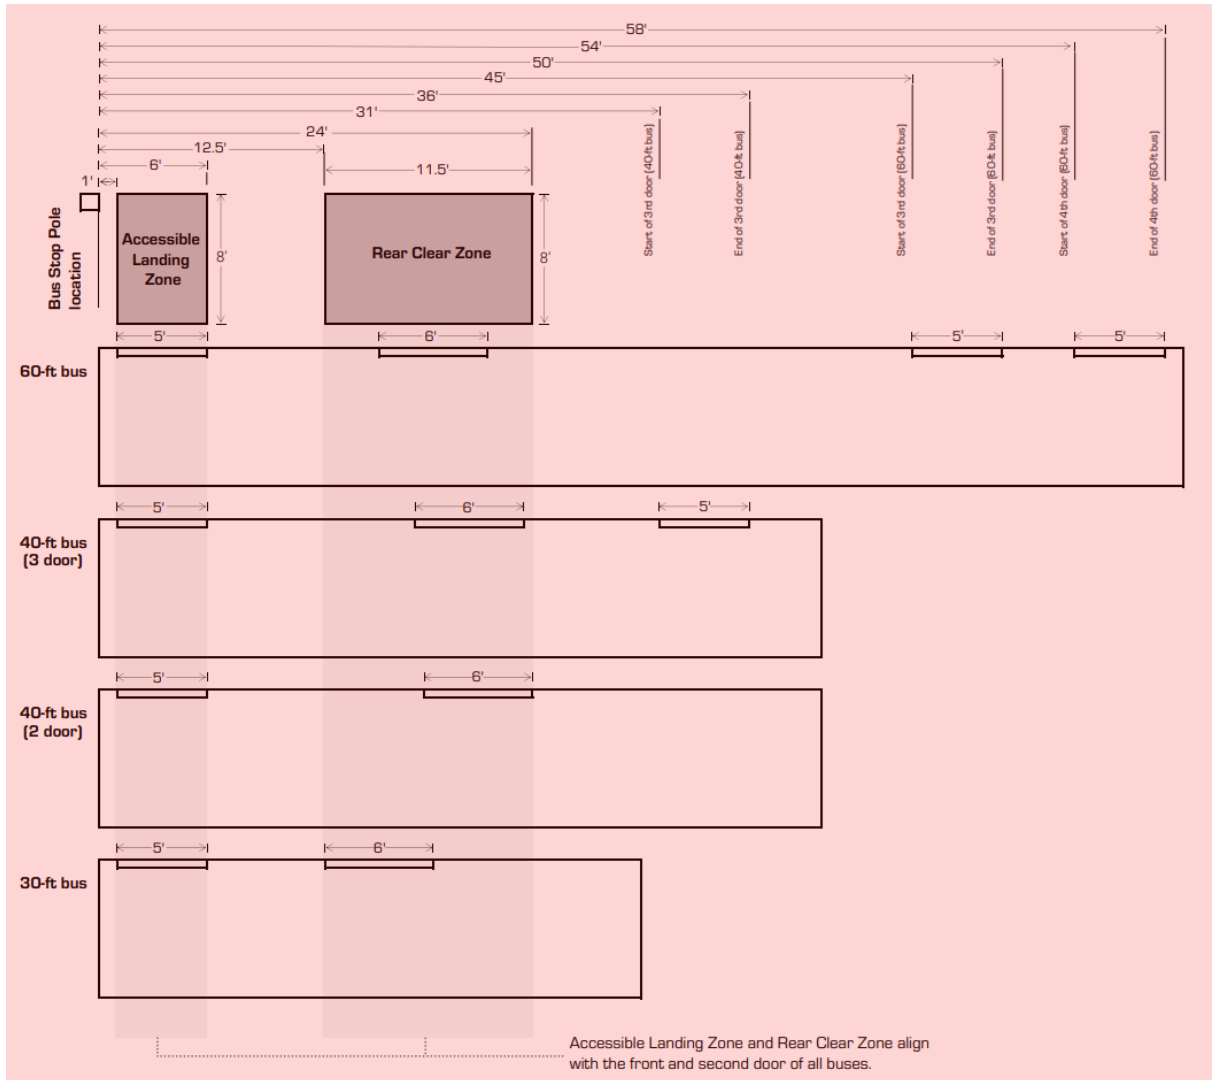 58'
54'
50'
45'
36'
31'
24'
12.5'
6'
11.5'
1'
Bus Stop Pole
location
Accessible
Landing
Zone
8'
Rear Clear Zone
8'
Start of 3rd door (40-ft bus)
End of 3rd door (40-ft bus)
Start of 3rd door (60-ft bus)
End of 3rd door (60-ft bus)
Start of 4th door (60-ft bus)
End of 4th door (60-ft bus)
5'
6'
5'
5'
60-ft bus
5'
6'
5'
40-ft bus
(3 door)
5'
6'
40-ft bus
(2 door)
5'
6'
30-ft bus
Accessible Landing Zone and Rear Clear Zone align
with the front and second door of all buses.